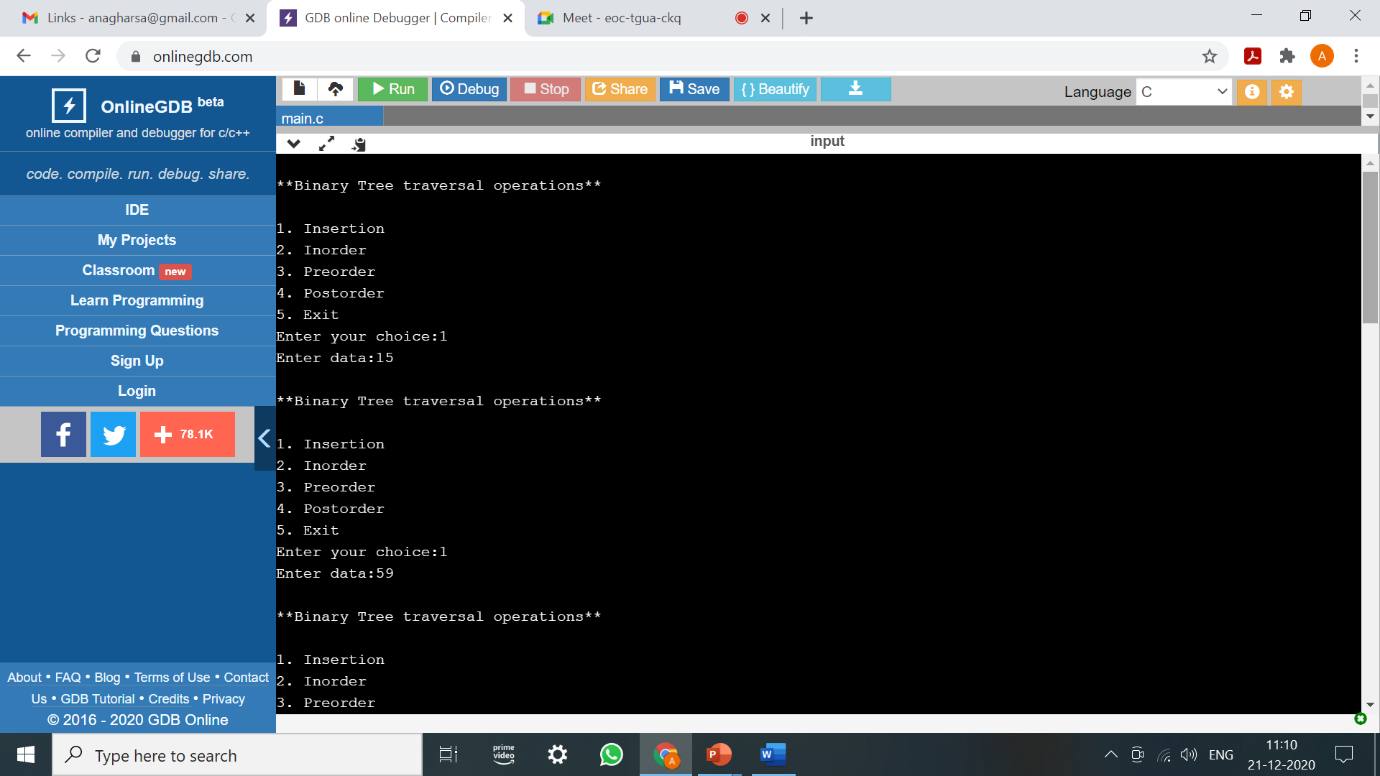 Links - anagharsa@gmail.com -
GDB online Debugger | Compiler
Meet - eoc-tgua-ckq
onlinegdb.com
A
OnlineGDB beta
online compiler and debugger for c/c++
code. compile. run. debug. share.
IDE
My Projects
Classroom new
Learn Programming
Programming Questions
Sign Up
Login
f
+ 78.1K
About • FAQ • Blog • Terms of Use • Contact
Us • GDB Tutorial • Credits • Privacy
© 2016 - 2020 GDB Online
Run Debug Stop Share Save { } Beautify
Language C
main.c
input
**Binary Tree traversal operations**
1. Insertion
2. Inorder
3. Preorder
4. Postorder
5. Exit
Enter your choice:1
Enter data:15
**Binary Tree traversal operations**
1. Insertion
2. Inorder
3. Preorder
4. Postorder
5. Exit
Enter your choice:1
Enter data:59
**Binary Tree traversal operations**
1. Insertion
2. Inorder
3. Preorder
Type here to search
prime
video
A
P
W
ENG
11:10
21-12-2020